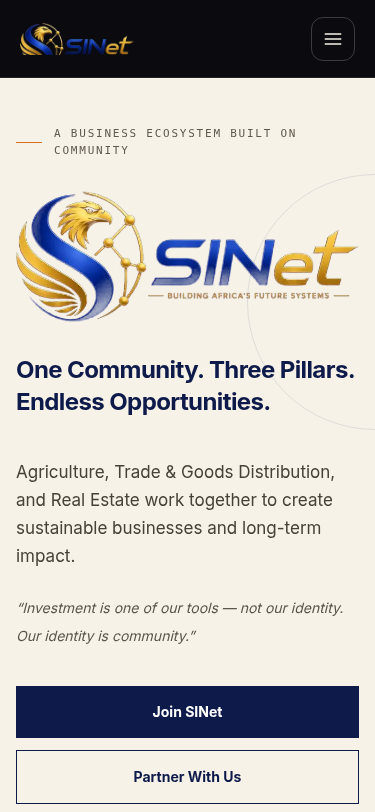 SINet
A BUSINESS ECOSYSTEM BUILT ON
COMMUNITY
SINet
BUILDING AFRICA'S FUTURE SYSTEMS
One Community. Three Pillars.
Endless Opportunities.
Agriculture, Trade & Goods Distribution,
and Real Estate work together to create
sustainable businesses and long-term
impact.
“Investment is one of our tools — not our identity.
Our identity is community.”
Join SINet
Partner With Us